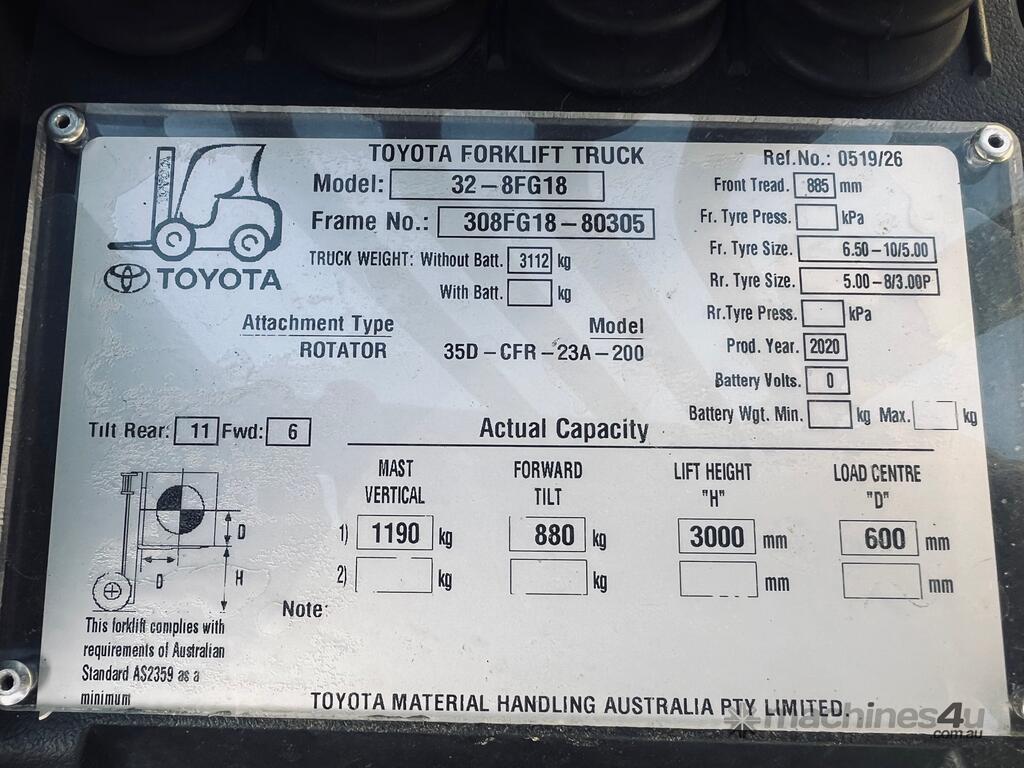 TOYOTA FORKLIFT TRUCK
Ref.No.: 0519/26
Model: 32-8FG18
Frame No.: 308FG18-80305
TRUCK WEIGHT: Without Batt. 3112 kg
With Batt. kg
TOYOTA
Front Tread. 885 mm
Fr. Tyre Press. kPa
Fr. Tyre Size. 6.50-10/5.00
Rr. Tyre Size. 5.00-8/3.00P
Rr. Tyre Press. kPa
Prod. Year. 2020
Battery Volts. 0
Battery Wgt. Min. kg Max. kg
Attachment Type Model
ROTATOR 35D-CFR-23A-200
Tilt Rear: 11 Fwd: 6
Actual Capacity
MAST FORWARD LIFT HEIGHT LOAD CENTRE
VERTICAL TILT "H" "D"
1) 1190 kg 880 kg 3000 mm 600 mm
2) kg kg mm mm
D
D H
Note:
This forklift complies with
requirements of Australian
Standard AS2359 as a
minimum
TOYOTA MATERIAL HANDLING AUSTRALIA PTY LIMITED.
machines4u
.com.au